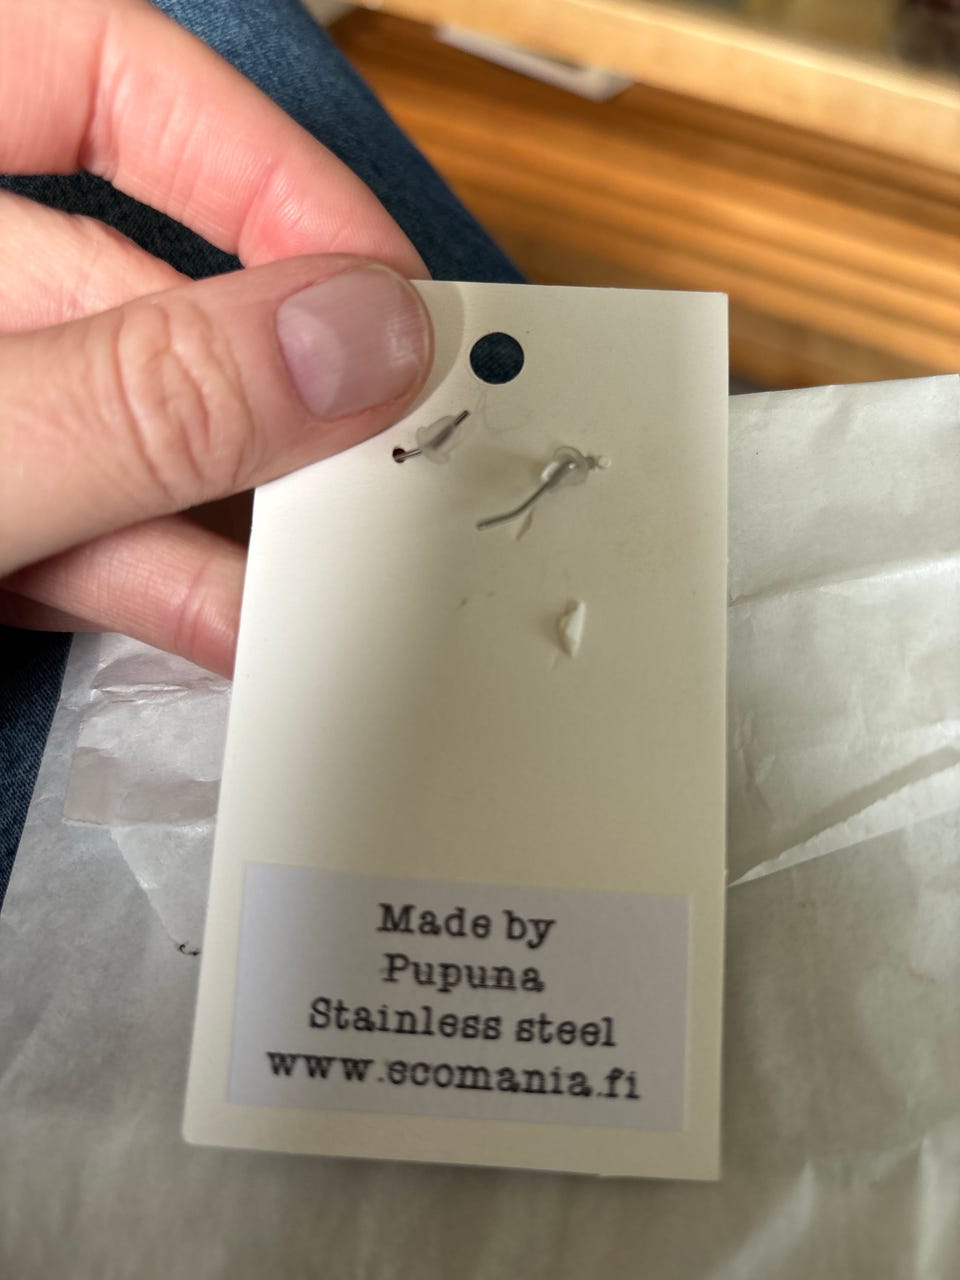 Made by
Pupuna
Stainless steel
www.ecomania.fi